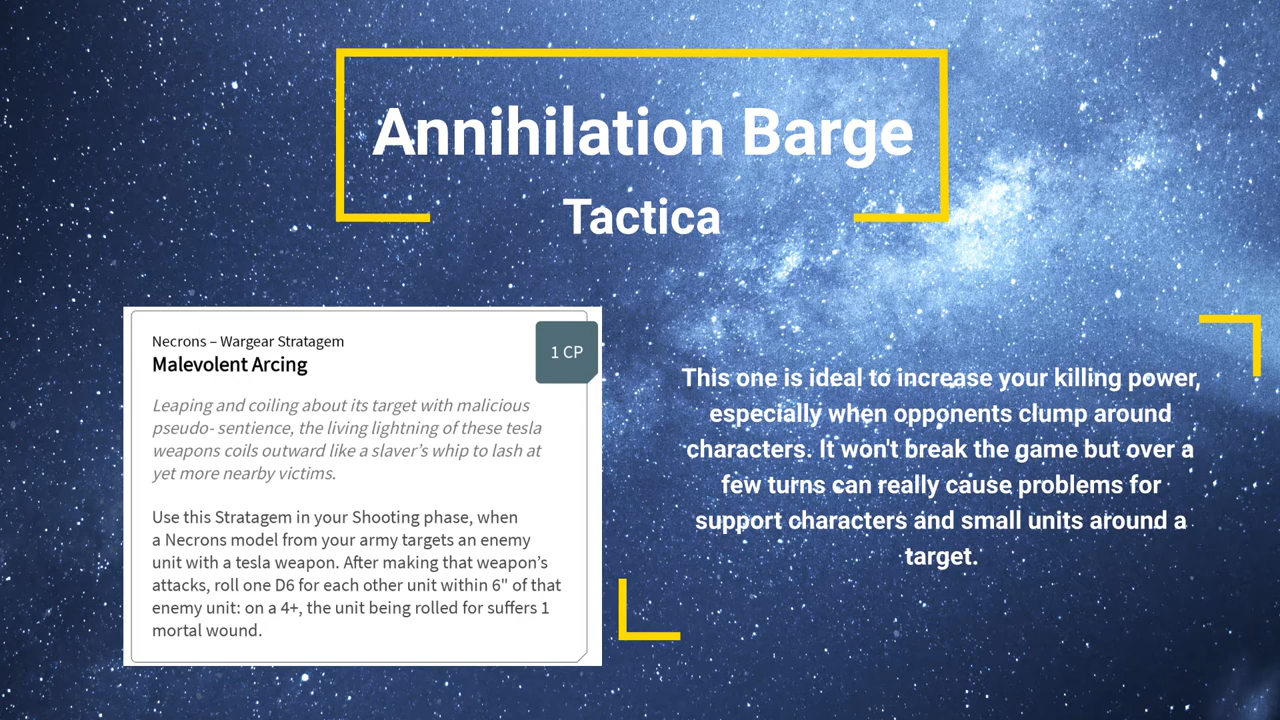 Annihilation Barge
Tactica
Necrons – Wargear Stratagem
Malevolent Arcing
1 CP
Leaping and coiling about its target with malicious
pseudo- sentience, the living lightning of these tesla
weapons coils outward like a slaver’s whip to lash at
yet more nearby victims.
Use this Stratagem in your Shooting phase, when
a Necrons model from your army targets an enemy
unit with a tesla weapon. After making that weapon’s
attacks, roll one D6 for each other unit within 6" of that
enemy unit: on a 4+, the unit being rolled for suffers 1
mortal wound.
This one is ideal to increase your killing power,
especially when opponents clump around
characters. It won't break the game but over a
few turns can really cause problems for
support characters and small units around a
target.